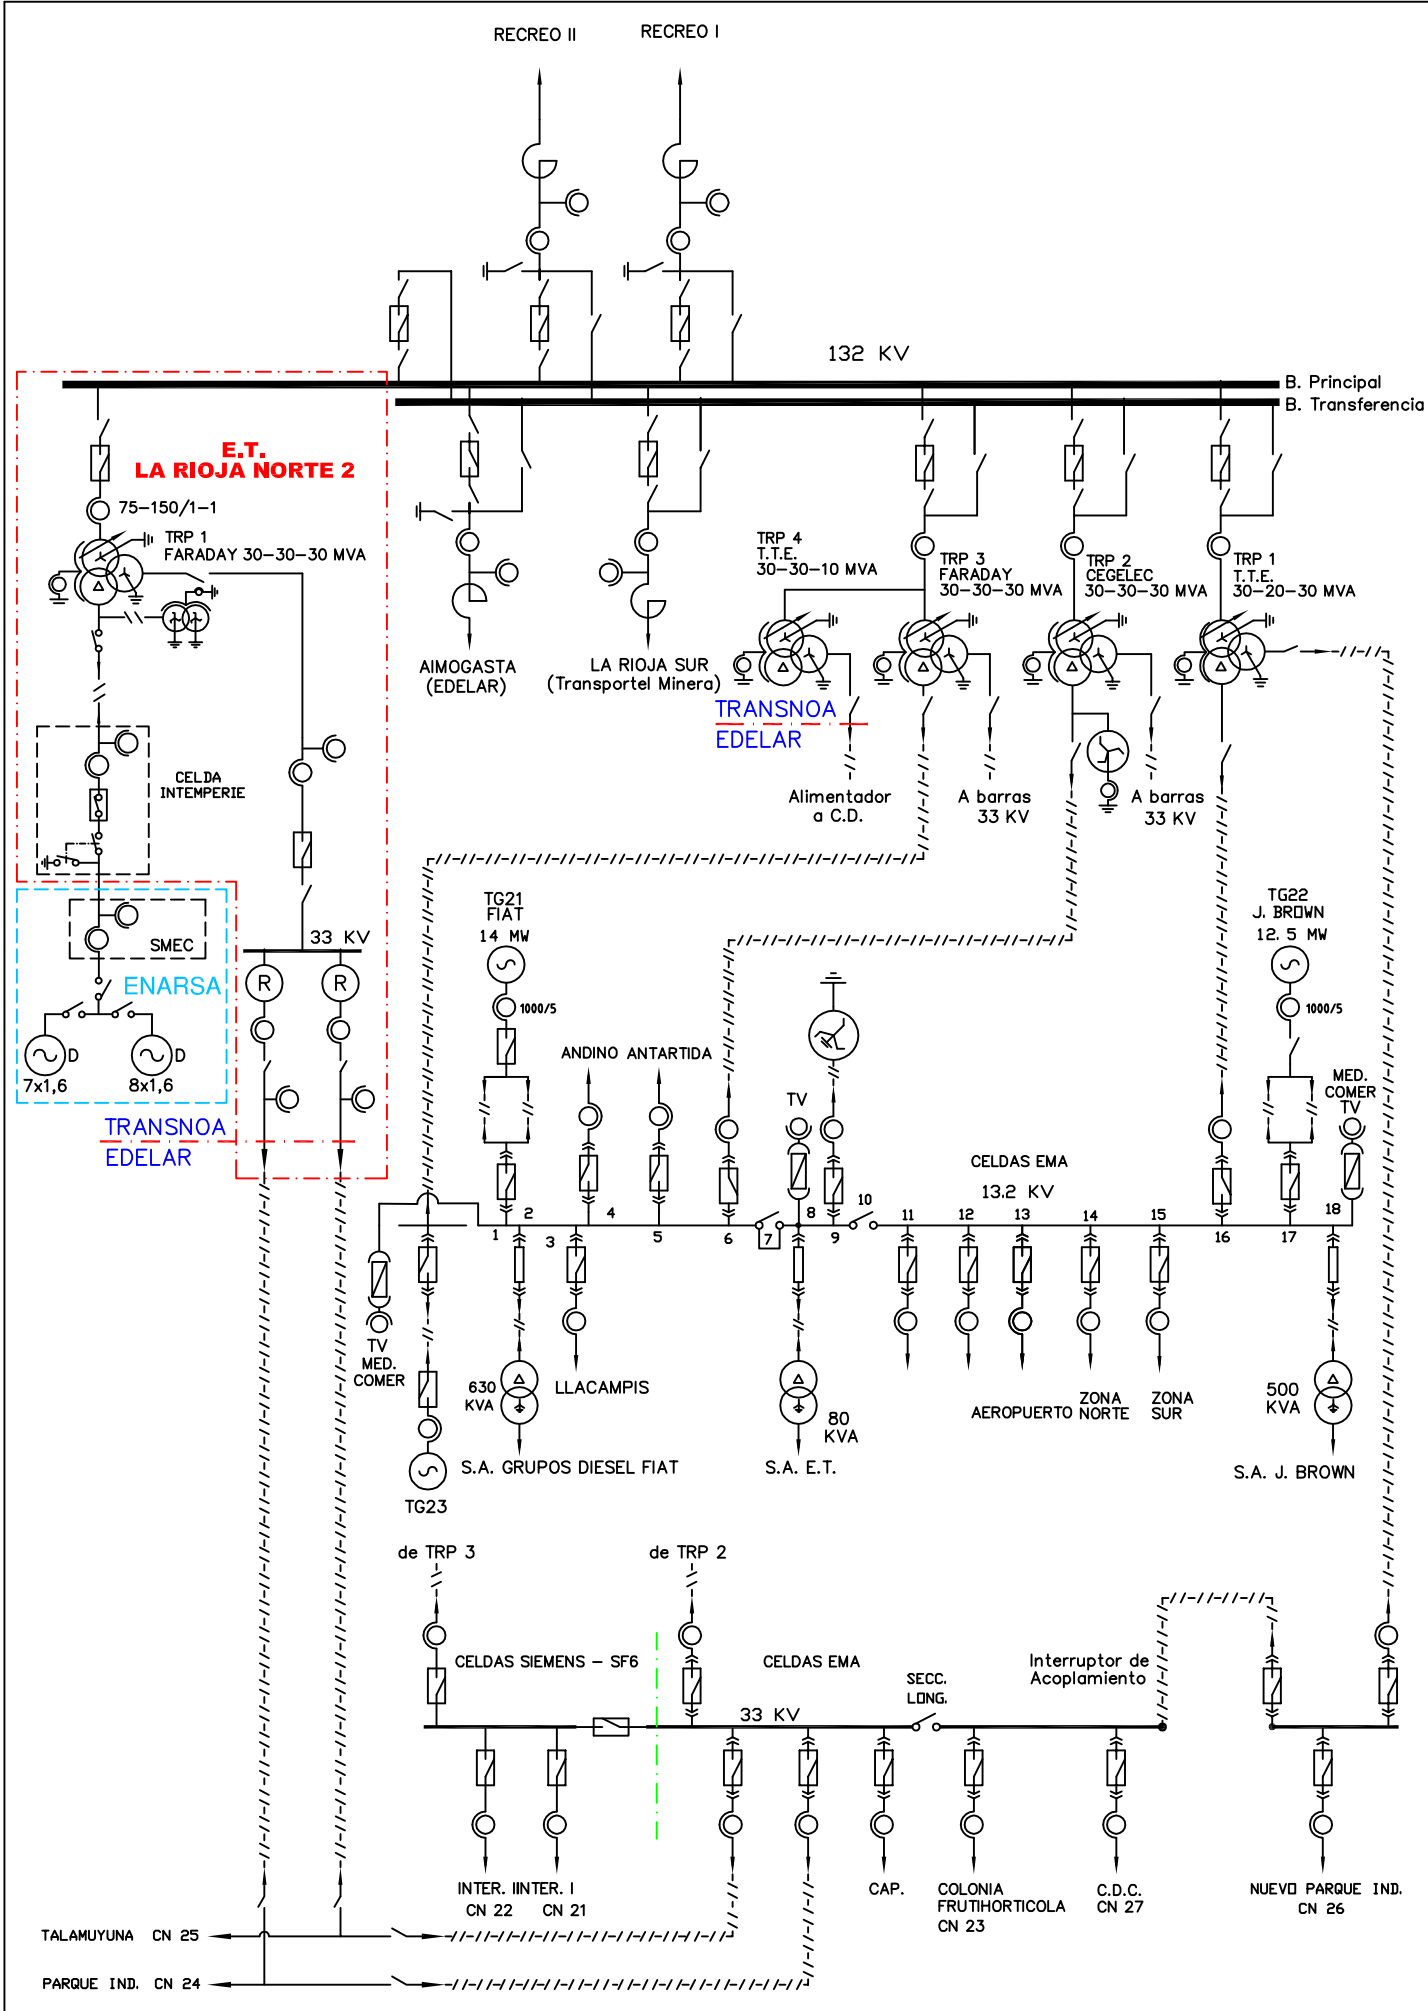 RECREO II
RECREO I
132 KV
B. Principal
B. Transferencia
E.T.
LA RIOJA NORTE 2
75-150/1-1
TRP 1
FARADAY 30-30-30 MVA
TRP 4
T.T.E.
30-30-10 MVA
TRP 3
FARADAY
30-30-30 MVA
TRP 2
CEGELEC
30-30-30 MVA
TRP 1
T.T.E.
30-20-30 MVA
AIMOGASTA
(EDELAR)
LA RIOJA SUR
(Transportel Minera)
TRANSNOA
EDELAR
CELDA
INTEMPERIE
Alimentador
a C.D.
A barras
33 KV
A barras
33 KV
TG21
FIAT
14 MW
TG22
J. BROWN
12.5 MW
SMEC
33 KV
ENARSA
R
R
1000/5
1000/5
D
D
7x1,6
8x1,6
ANDINO ANTARTIDA
TV
MED.
COMER
TV
TRANSNOA
EDELAR
CELDAS EMA
13.2 KV
1
2
3
4
5
6
7
8
9
10
11
12
13
14
15
16
17
18
TV
MED.
COMER
630
KVA
LLACAMPIS
80
KVA
AEROPUERTO
ZONA
NORTE
ZONA
SUR
500
KVA
S.A. GRUPOS DIESEL FIAT
S.A. E.T.
S.A. J. BROWN
TG23
de TRP 3
de TRP 2
CELDAS SIEMENS - SF6
CELDAS EMA
Interruptor de
Acoplamiento
SECC.
LONG.
33 KV
INTER. II
CN 22
INTER. I
CN 21
CAP.
COLONIA
FRUTIHORTICOLA
CN 23
C.D.C.
CN 27
NUEVO PARQUE IND.
CN 26
TALAMUYUNA CN 25
PARQUE IND. CN 24